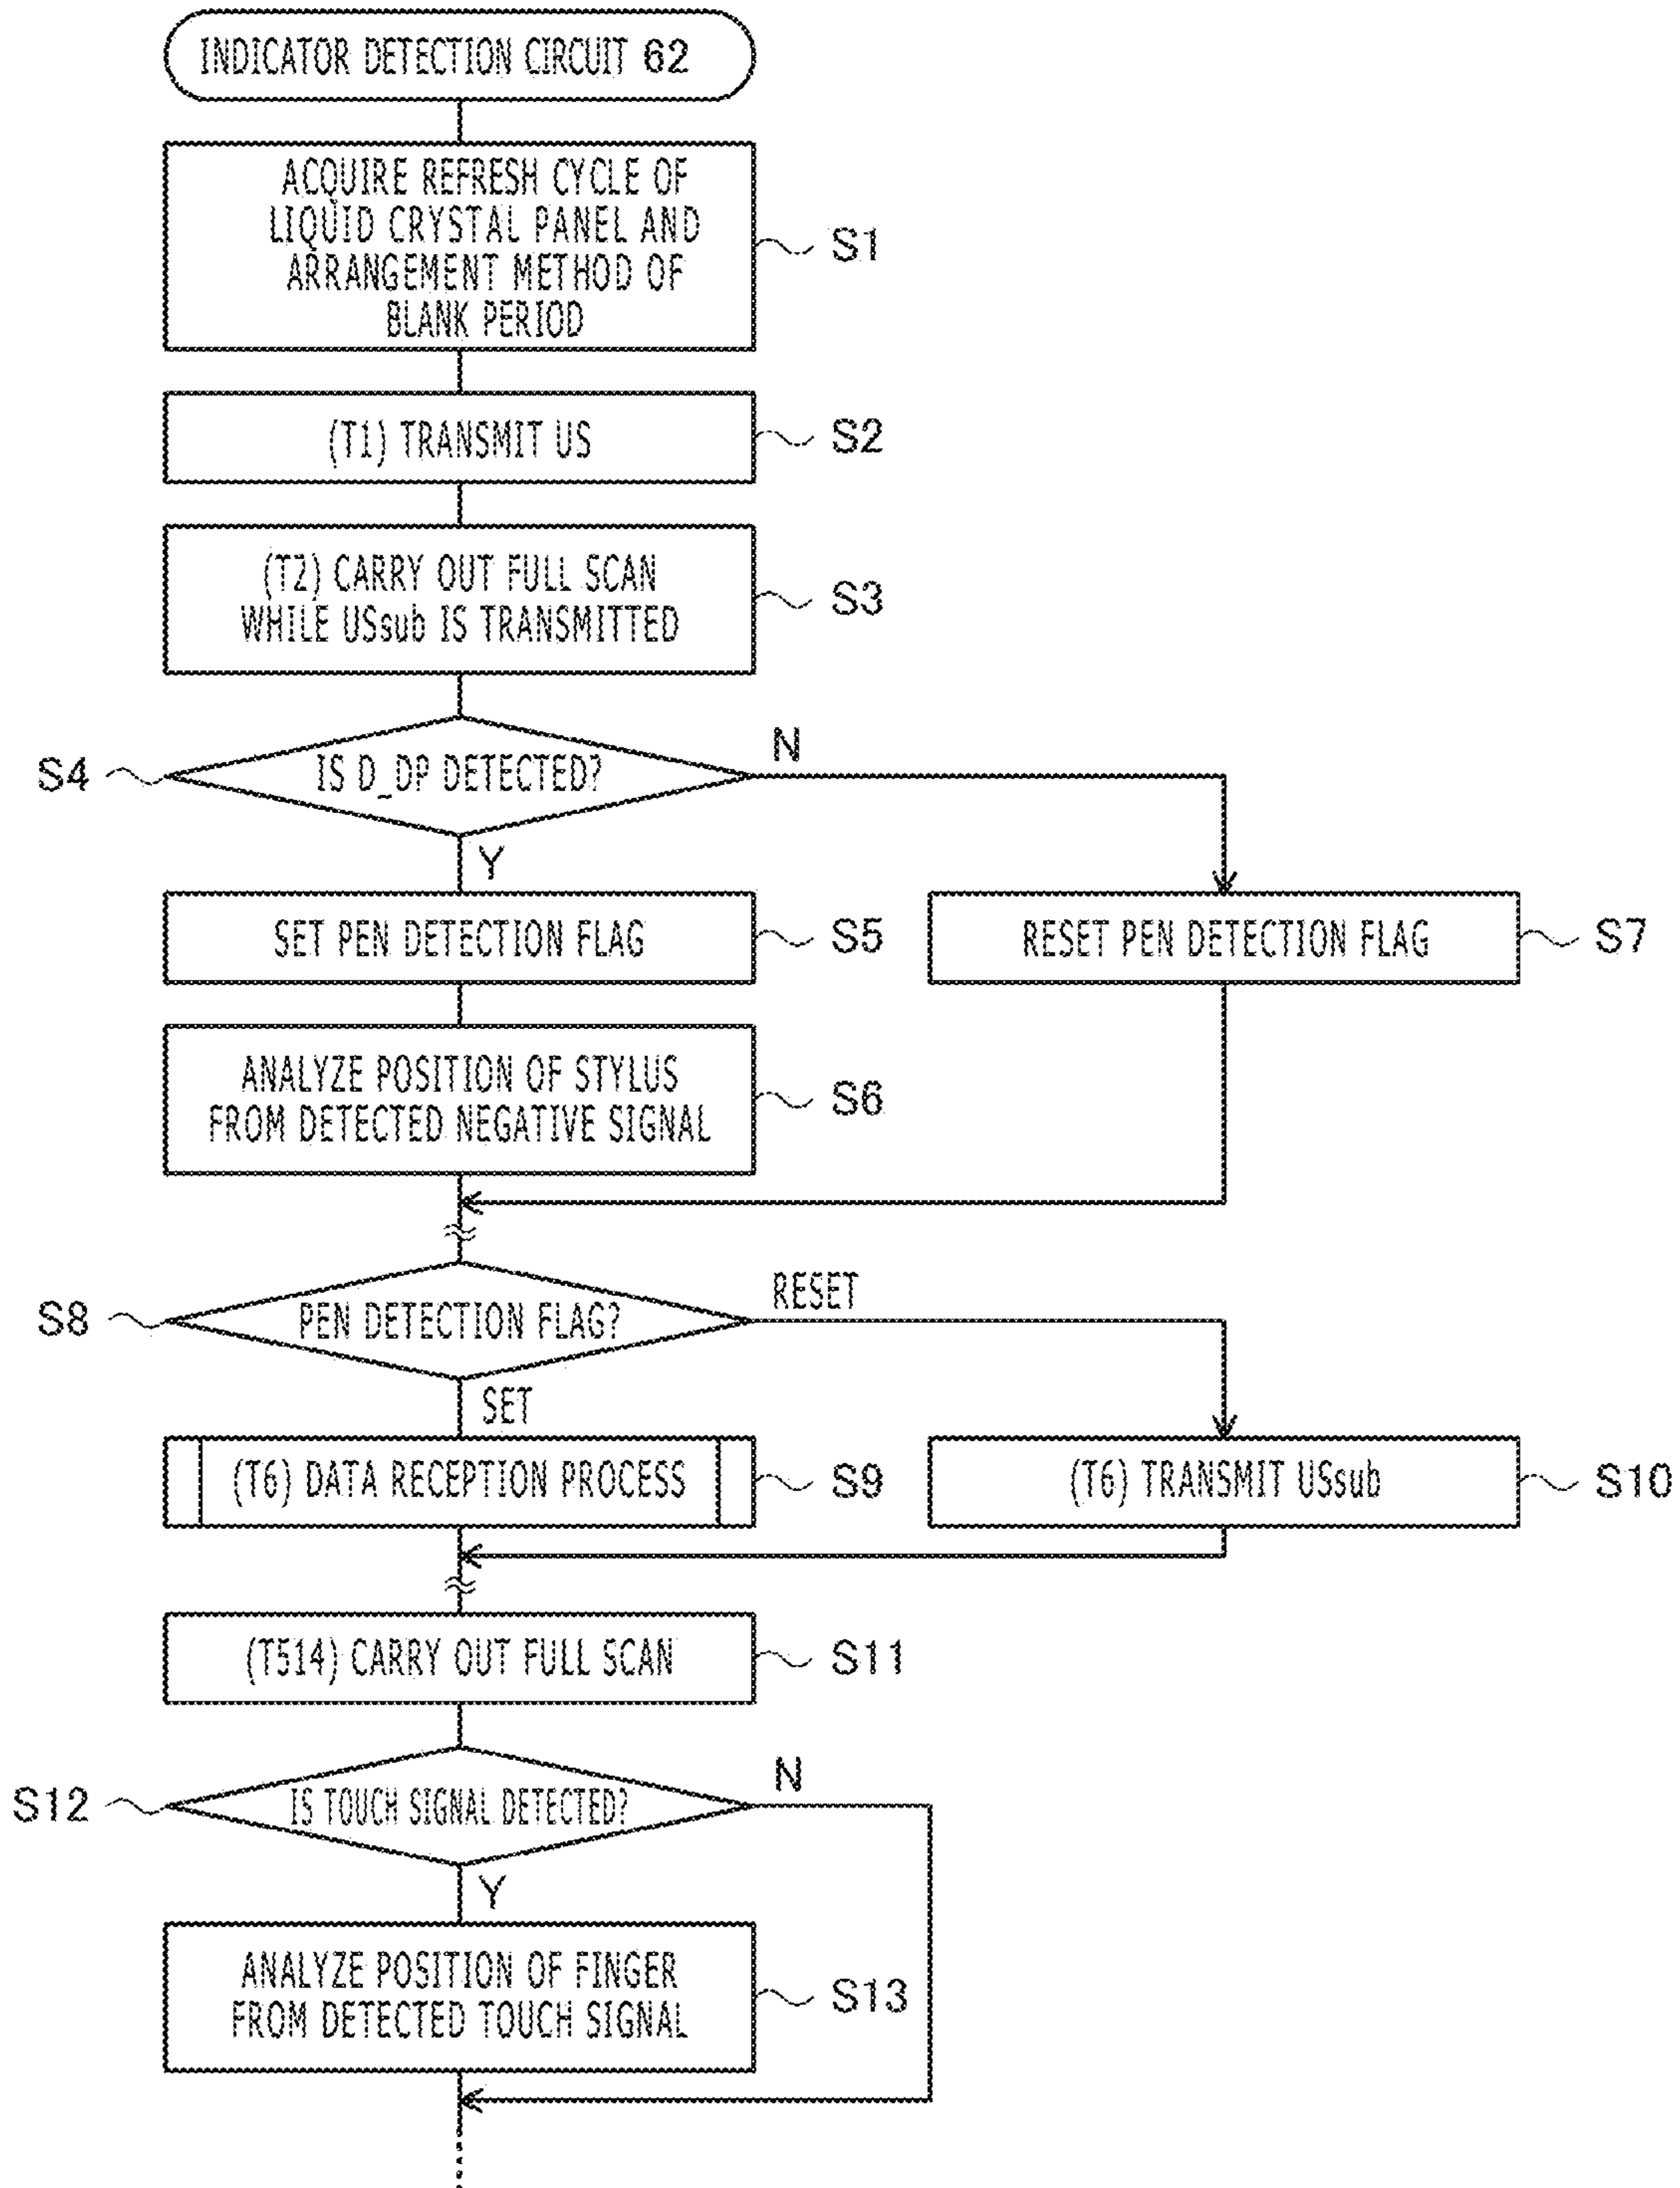 INDICATOR DETECTION CIRCUIT 62
ACQUIRE REFRESH CYCLE OF
LIQUID CRYSTAL PANEL AND
ARRANGEMENT METHOD OF
BLANK PERIOD
S1
(T1) TRANSMIT US
S2
(T2) CARRY OUT FULL SCAN
WHILE USsub IS TRANSMITTED
S3
S4
IS D_DP DETECTED?
N
Y
SET PEN DETECTION FLAG
S5
RESET PEN DETECTION FLAG
S7
ANALYZE POSITION OF STYLUS
FROM DETECTED NEGATIVE SIGNAL
S6
S8
PEN DETECTION FLAG?
RESET
SET
(T6) DATA RECEPTION PROCESS
S9
(T6) TRANSMIT USsub
S10
(T514) CARRY OUT FULL SCAN
S11
S12
IS TOUCH SIGNAL DETECTED?
N
Y
ANALYZE POSITION OF FINGER
FROM DETECTED TOUCH SIGNAL
S13